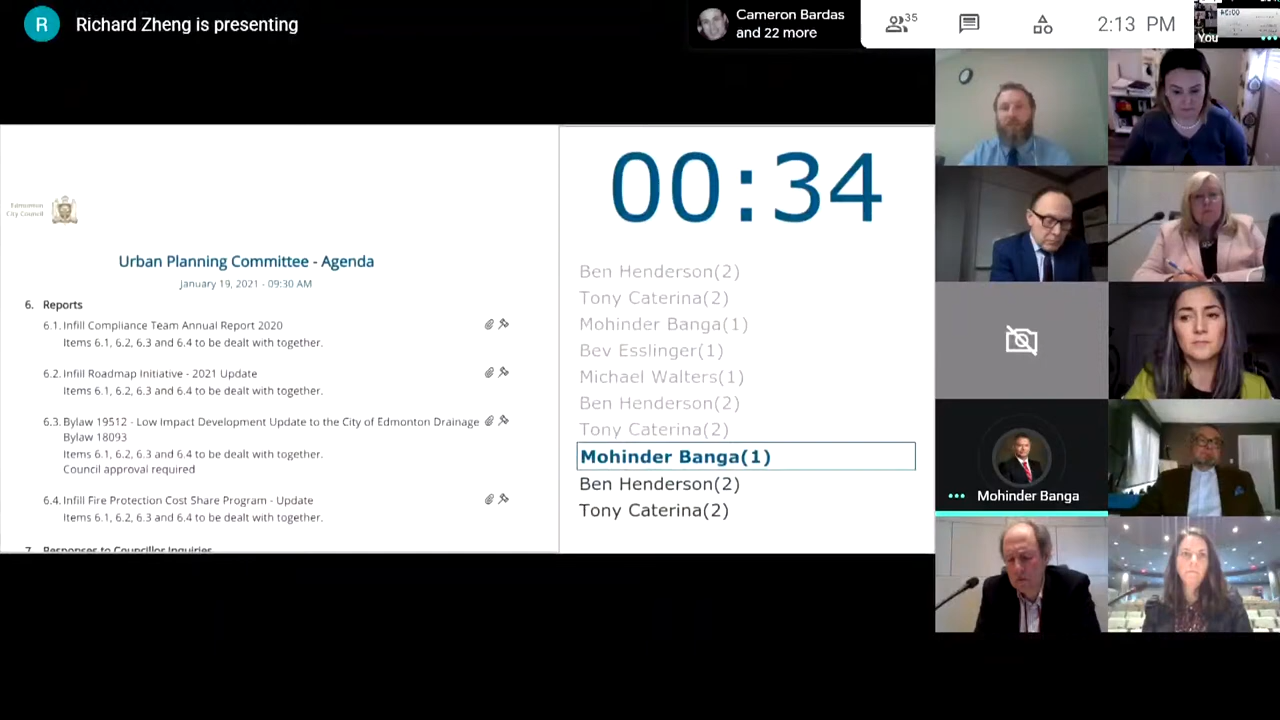 R
Richard Zheng is presenting
Cameron Bardas
and 22 more
35
2:13 PM
You
Edmonton
City Council
Urban Planning Committee - Agenda
January 19, 2021 - 09:30 AM
6. Reports
6.1. Infill Compliance Team Annual Report 2020
Items 6.1, 6.2, 6.3 and 6.4 to be dealt with together.
6.2. Infill Roadmap Initiative - 2021 Update
Items 6.1, 6.2, 6.3 and 6.4 to be dealt with together.
6.3. Bylaw 19512 - Low Impact Development Update to the City of Edmonton Drainage
Bylaw 18093
Items 6.1, 6.2, 6.3 and 6.4 to be dealt with together.
Council approval required
6.4. Infill Fire Protection Cost Share Program - Update
Items 6.1, 6.2, 6.3 and 6.4 to be dealt with together.
7. Responses to Councillor Inquiries
00:34
Ben Henderson(2)
Tony Caterina(2)
Mohinder Banga(1)
Bev Esslinger(1)
Michael Walters(1)
Ben Henderson(2)
Tony Caterina(2)
Mohinder Banga(1)
Ben Henderson(2)
Tony Caterina(2)
Mohinder Banga